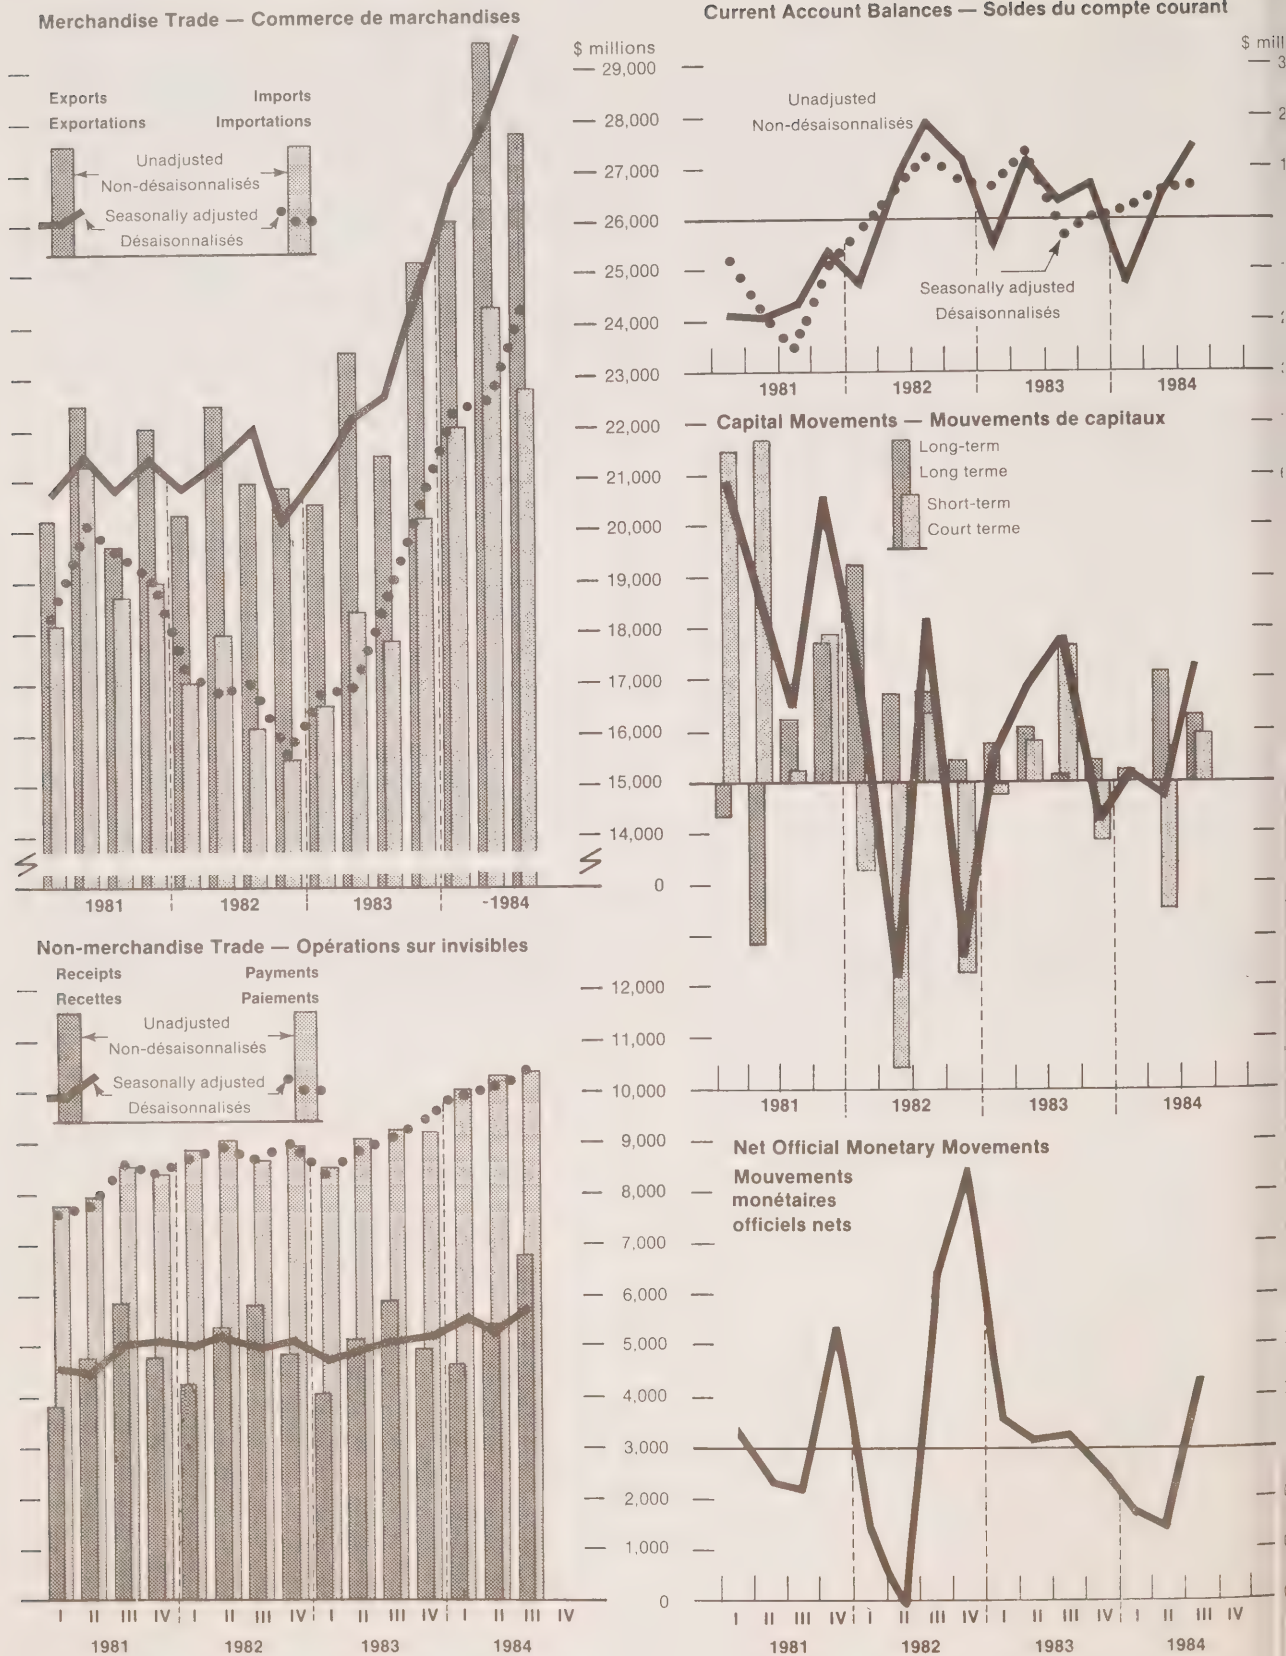 Merchandise Trade — Commerce de marchandises
$ millions
29,000
28,000
27,000
26,000
25,000
24,000
23,000
22,000
21,000
20,000
19,000
18,000
17,000
16,000
15,000
14,000
0
Exports
Exportations
Imports
Importations
Unadjusted
Non-désaisonnalisés
Seasonally adjusted
Désaisonnalisés
1981
1982
1983
-1984
Non-merchandise Trade — Opérations sur invisibles
Receipts
Recettes
Payments
Paiements
Unadjusted
Non-désaisonnalisés
Seasonally adjusted
Désaisonnalisés
12,000
11,000
10,000
9,000
8,000
7,000
6,000
5,000
4,000
3,000
2,000
1,000
0
I II III IV I II III IV I II III IV I II III IV
1981 1982 1983 1984
Current Account Balances — Soldes du compte courant
$ mill
3
2
1
Unadjusted
Non-désaisonnalisés
Seasonally adjusted
Désaisonnalisés
1981
1982
1983
1984
Capital Movements — Mouvements de capitaux
Long-term
Long terme
Short-term
Court terme
1981
1982
1983
1984
Net Official Monetary Movements
Mouvements
monétaires
officiels nets
I II III IV I II III IV I II III IV I II III IV
1981 1982 1983 1984